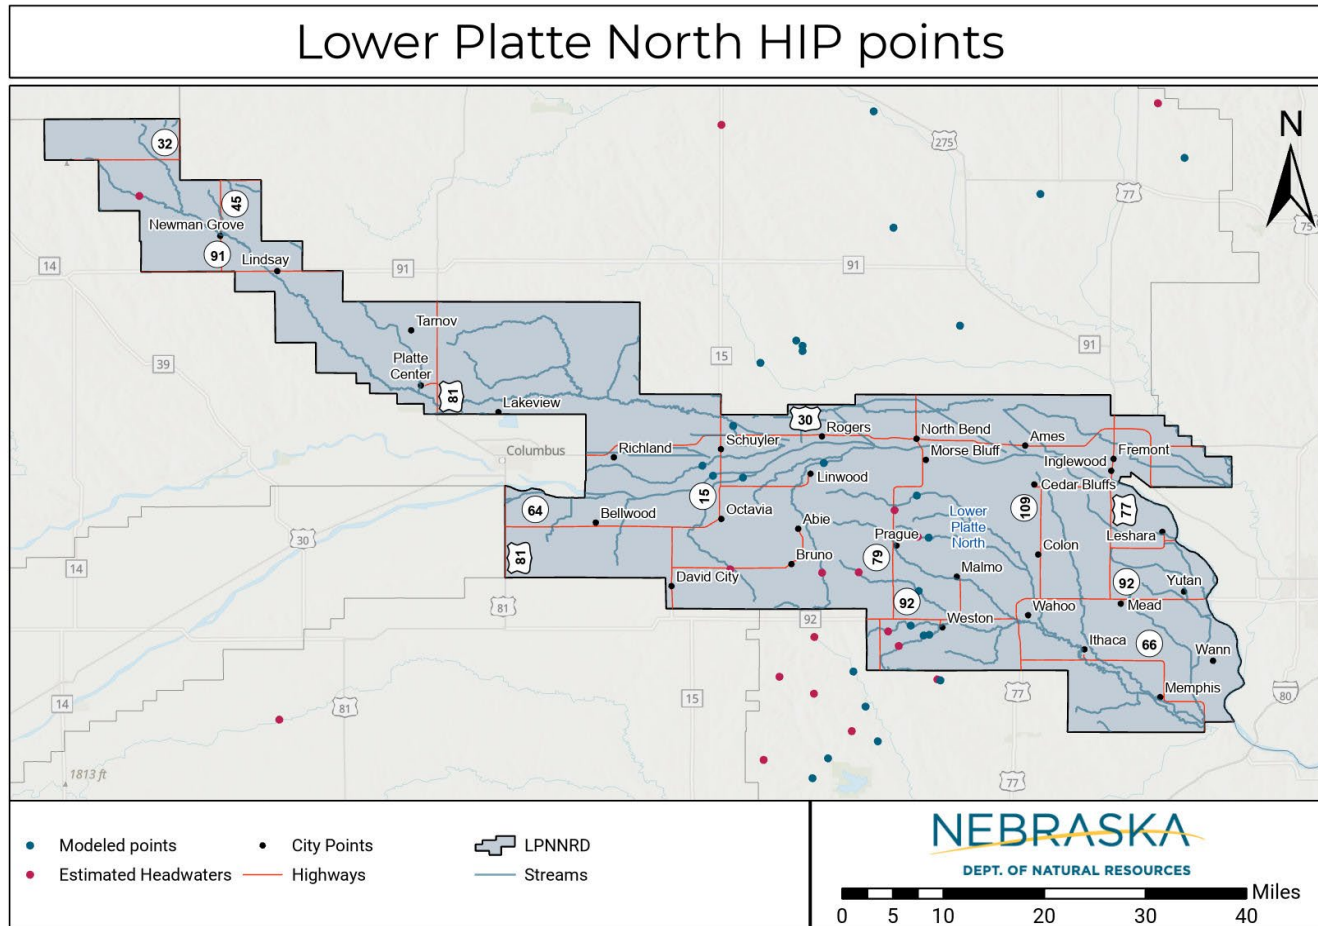 Lower Platte North HIP points
N
32
275
77
45
75
Newman Grove
91
14
Lindsay
91
91
Tarnov
39
15
91
Platte
Center
81
Lakeview
30
Rogers
North Bend
Ames
Schuyler
Fremont
Columbus
Richland
Morse Bluff
Inglewood
Linwood
Cedar Bluffs
64
15
Octavia
109
77
Bellwood
Abie
Lower
Platte
North
30
Prague
Leshara
81
Bruno
79
Colon
14
David City
Malmo
92
Yutan
81
92
92
Weston
Wahoo
Mead
Ithaca
66
Wann
14
81
15
77
Memphis
80
1813 ft
77
Modeled points
City Points
LPNNRD
Estimated Headwaters
Highways
Streams
NEBRASKA
DEPT. OF NATURAL RESOURCES
Miles
0 5 10 20 30 40